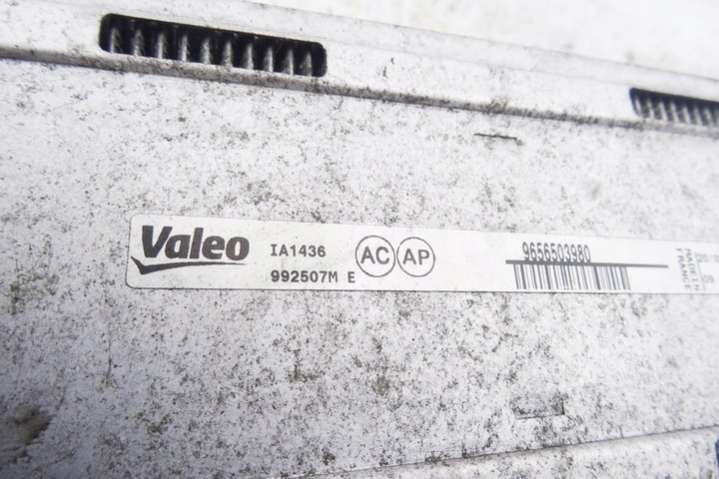 Valeo
IA1436
992507M E
AC AP
9656503980
MADE IN
FRANCE